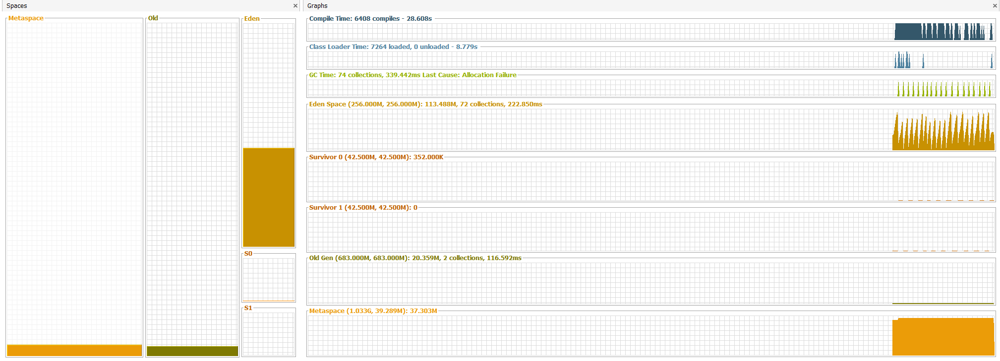 Spaces
Metaspace
Old
Eden
S0
S1
Graphs
Compile Time: 6408 compiles - 28.608s
Class Loader Time: 7264 loaded, 0 unloaded - 8.779s
GC Time: 74 collections, 339.442ms Last Cause: Allocation Failure
Eden Space (256.000M, 256.000M): 113.488M, 72 collections, 222.850ms
Survivor 0 (42.500M, 42.500M): 352.000K
Survivor 1 (42.500M, 42.500M): 0
Old Gen (683.000M, 683.000M): 20.359M, 2 collections, 116.592ms
Metaspace (1.033G, 39.289M): 37.303M